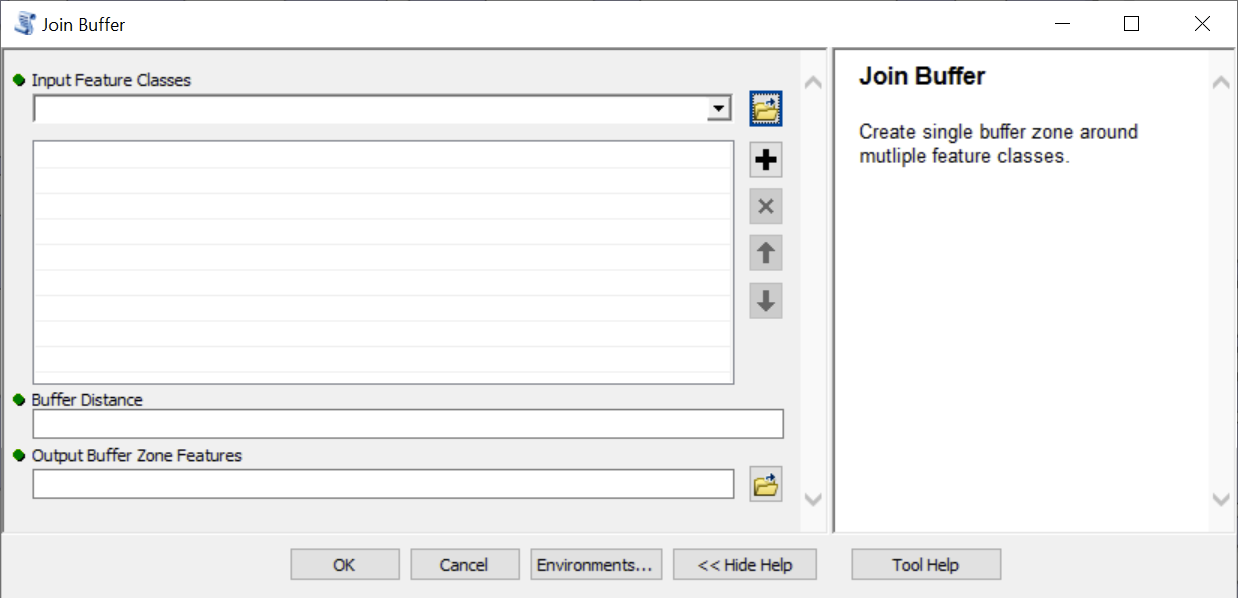 Join Buffer
Input Feature Classes
Buffer Distance
Output Buffer Zone Features
OK
Cancel
Environments...
<< Hide Help
Join Buffer
Create single buffer zone around
mutliple feature classes.
Tool Help